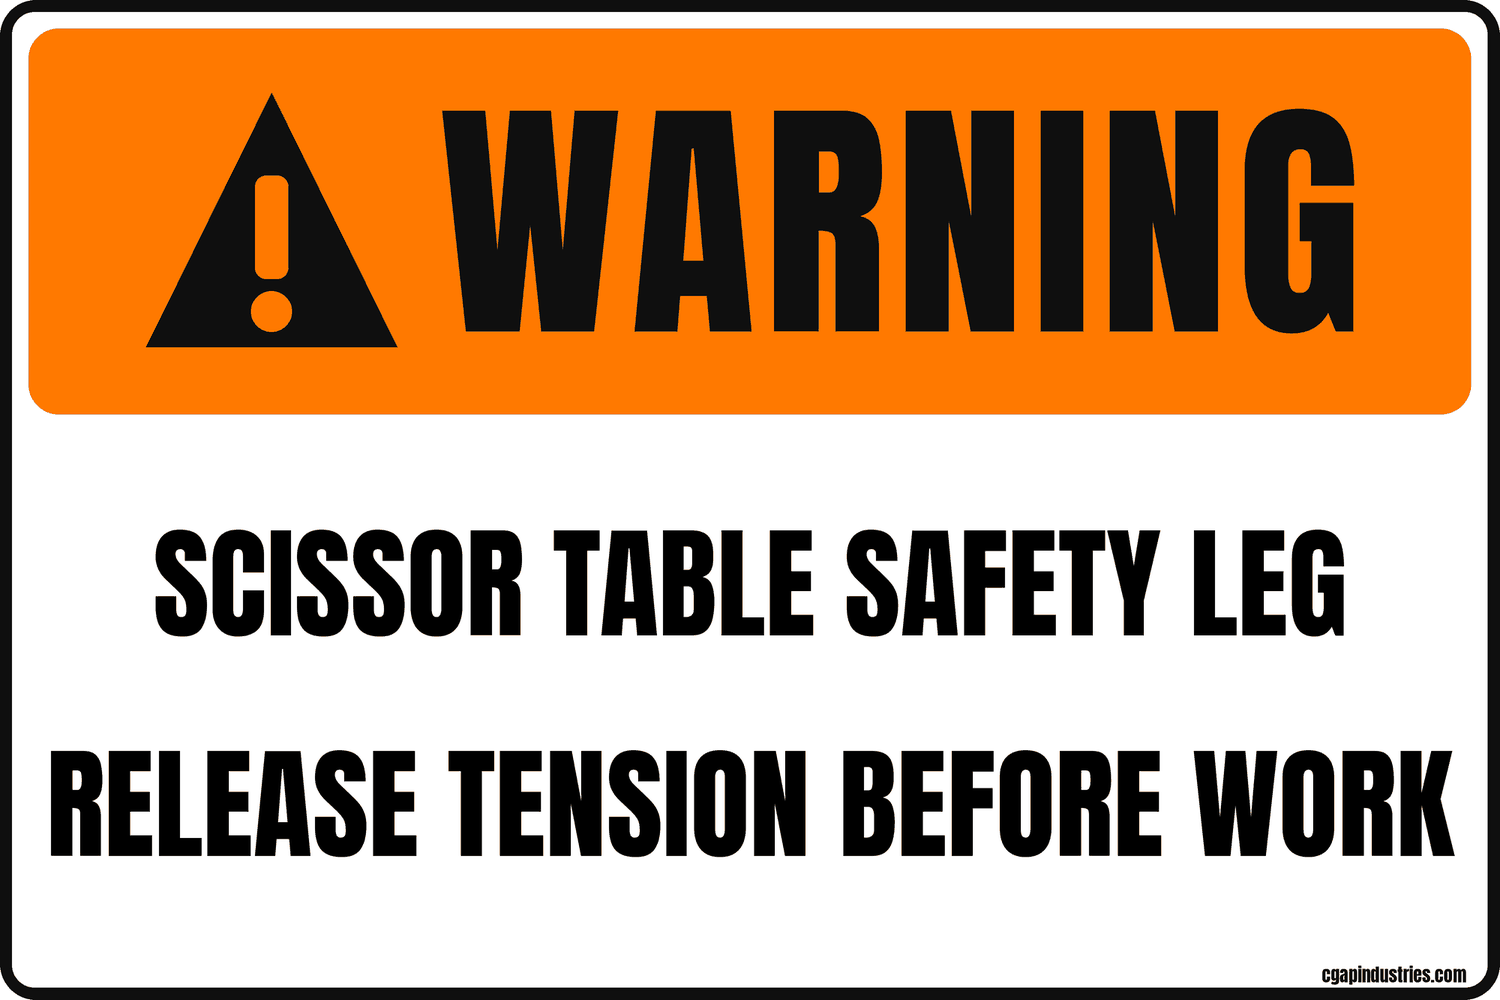 WARNING
SCISSOR TABLE SAFETY LEG
RELEASE TENSION BEFORE WORK
cgapindustries.com